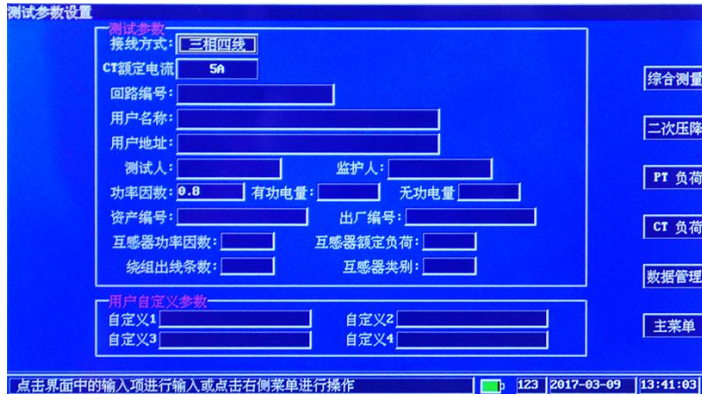 测试参数设置
测试参数
接线方式: 三相四线
CT额定电流 5A
回路编号:
用户名称:
用户地址:
测试人: 监护人:
功率因数: 0.8 有功电量: 无功电量
资产编号: 出厂编号:
互感器功率因数: 互感器额定负荷:
绕组出线条数: 互感器类别:
用户自定义参数
自定义1 自定义2
自定义3 自定义4
综合测量
二次压降
PT 负荷
CT 负荷
数据管理
主菜单
点击界面中的输入项进行输入或点击右侧菜单进行操作 123 2017-03-09 13:41:03